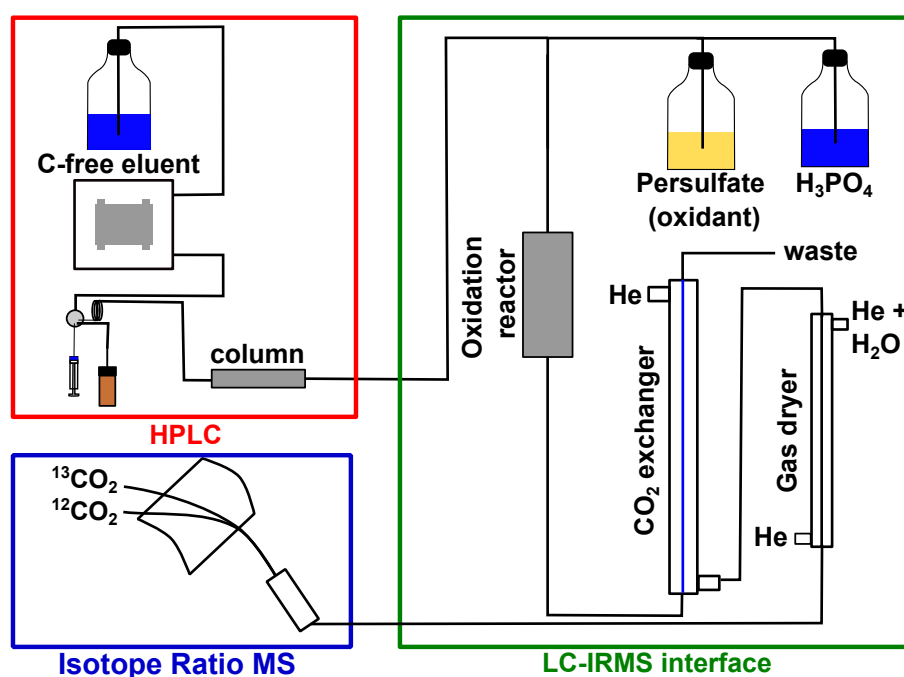 C-free eluent
column
HPLC
Persulfate
(oxidant)
H₃PO₄
Oxidation
reactor
waste
He
CO₂ exchanger
Gas dryer
He +
H₂O
He
LC-IRMS interface
¹³CO₂
¹²CO₂
Isotope Ratio MS